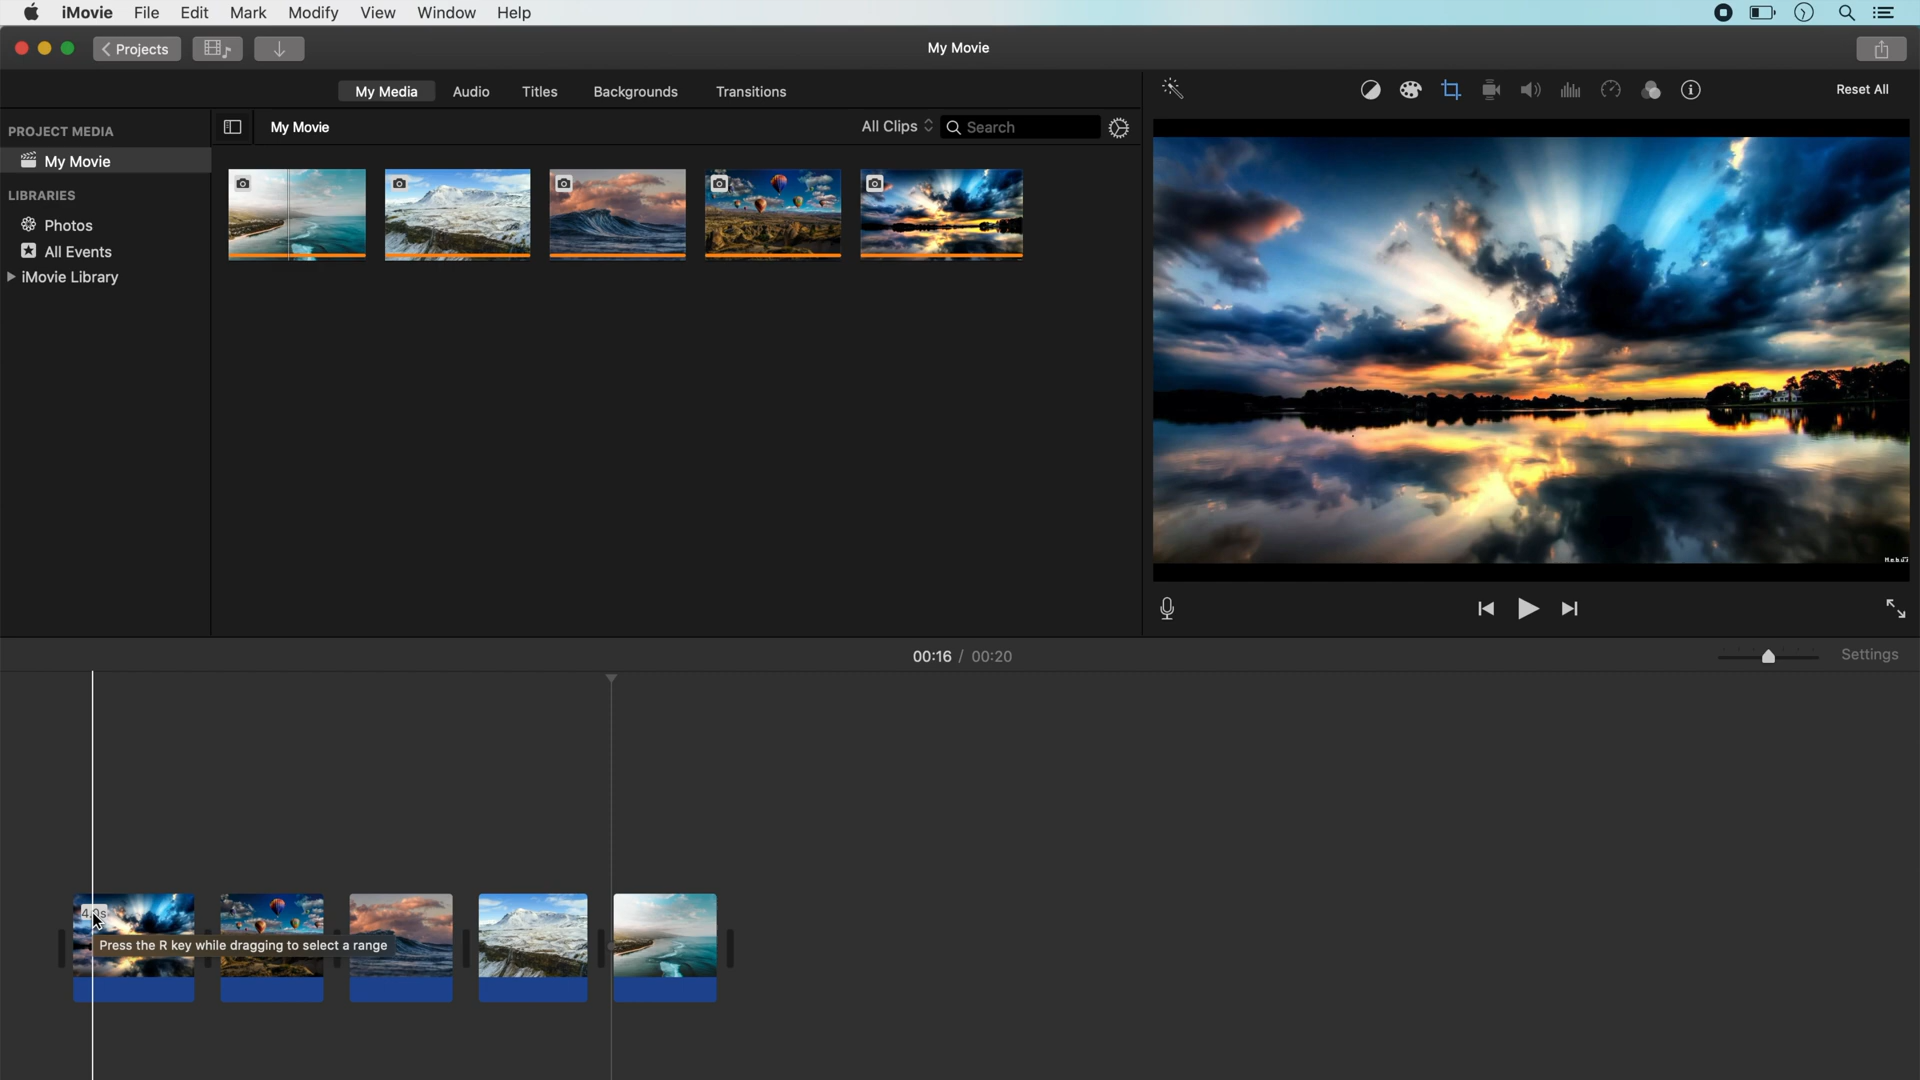 iMovie File Edit Mark Modify View Window Help
Projects
My Movie
My Media Audio Titles Backgrounds Transitions
Reset All
PROJECT MEDIA
My Movie
All Clips
Search
My Movie
LIBRARIES
Photos
All Events
iMovie Library
00:16 / 00:20
Settings
Press the R key while dragging to select a range